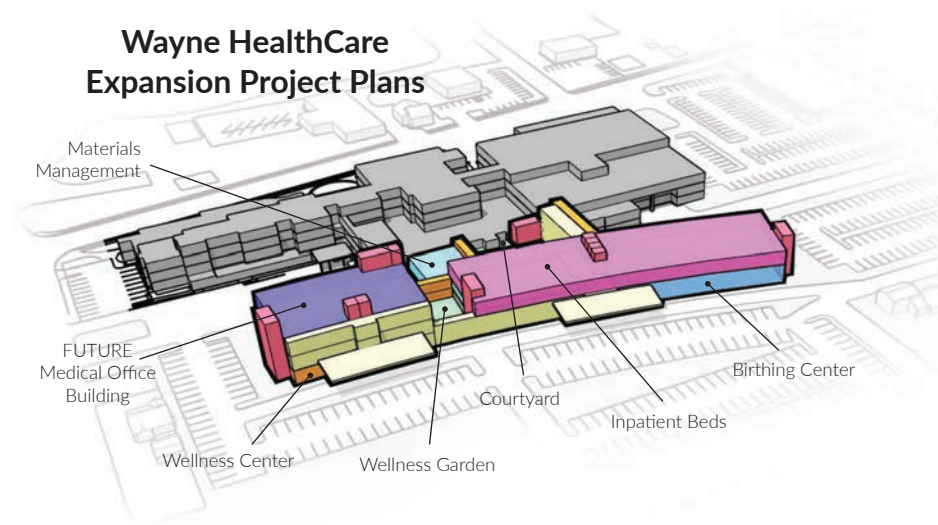 Wayne HealthCare
Expansion Project Plans
Materials
Management
FUTURE
Medical Office
Building
Wellness Center
Wellness Garden
Courtyard
Inpatient Beds
Birthing Center